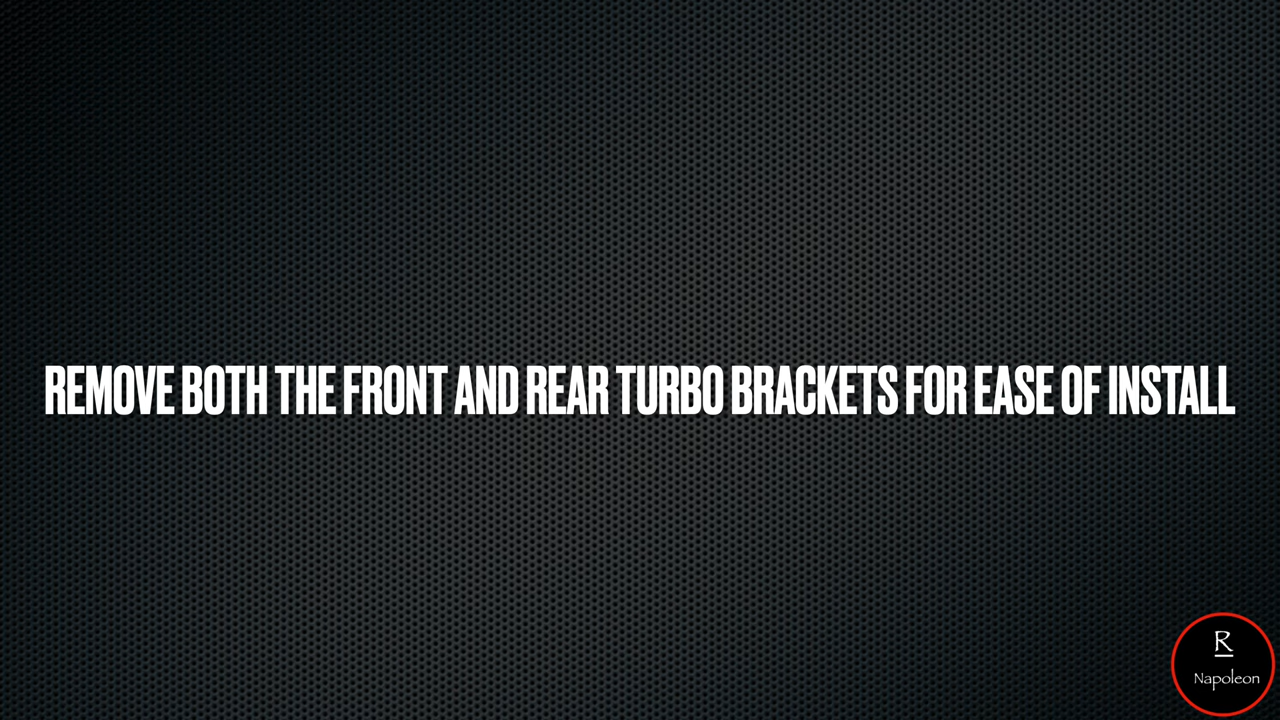 REMOVE BOTH THE FRONT AND REAR TURBO BRACKETS FOR EASE OF INSTALL
R
Napoleon